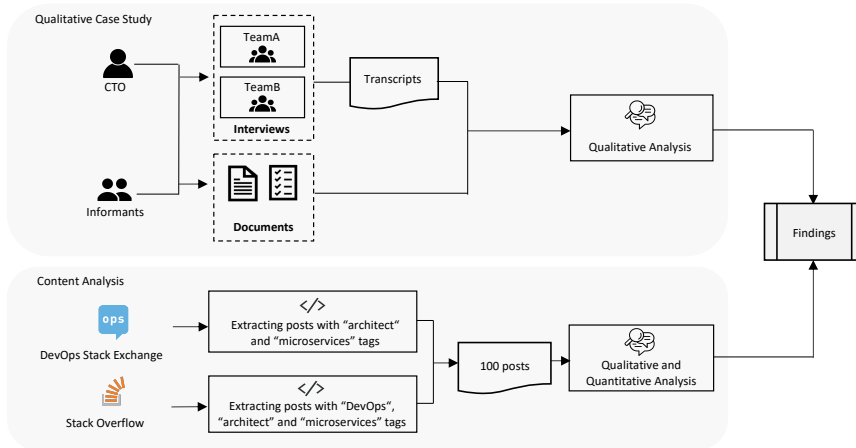 Qualitative Case Study
TeamA
CTO
TeamB
Transcripts
Interviews
Qualitative Analysis
Informants
Documents
Findings
Content Analysis
</>
ops
Extracting posts with “architect”
and “microservices” tags
DevOps Stack Exchange
100 posts
Qualitative and
Quantitative Analysis
</>
Stack Overflow
Extracting posts with “DevOps“,
“architect” and “microservices” tags